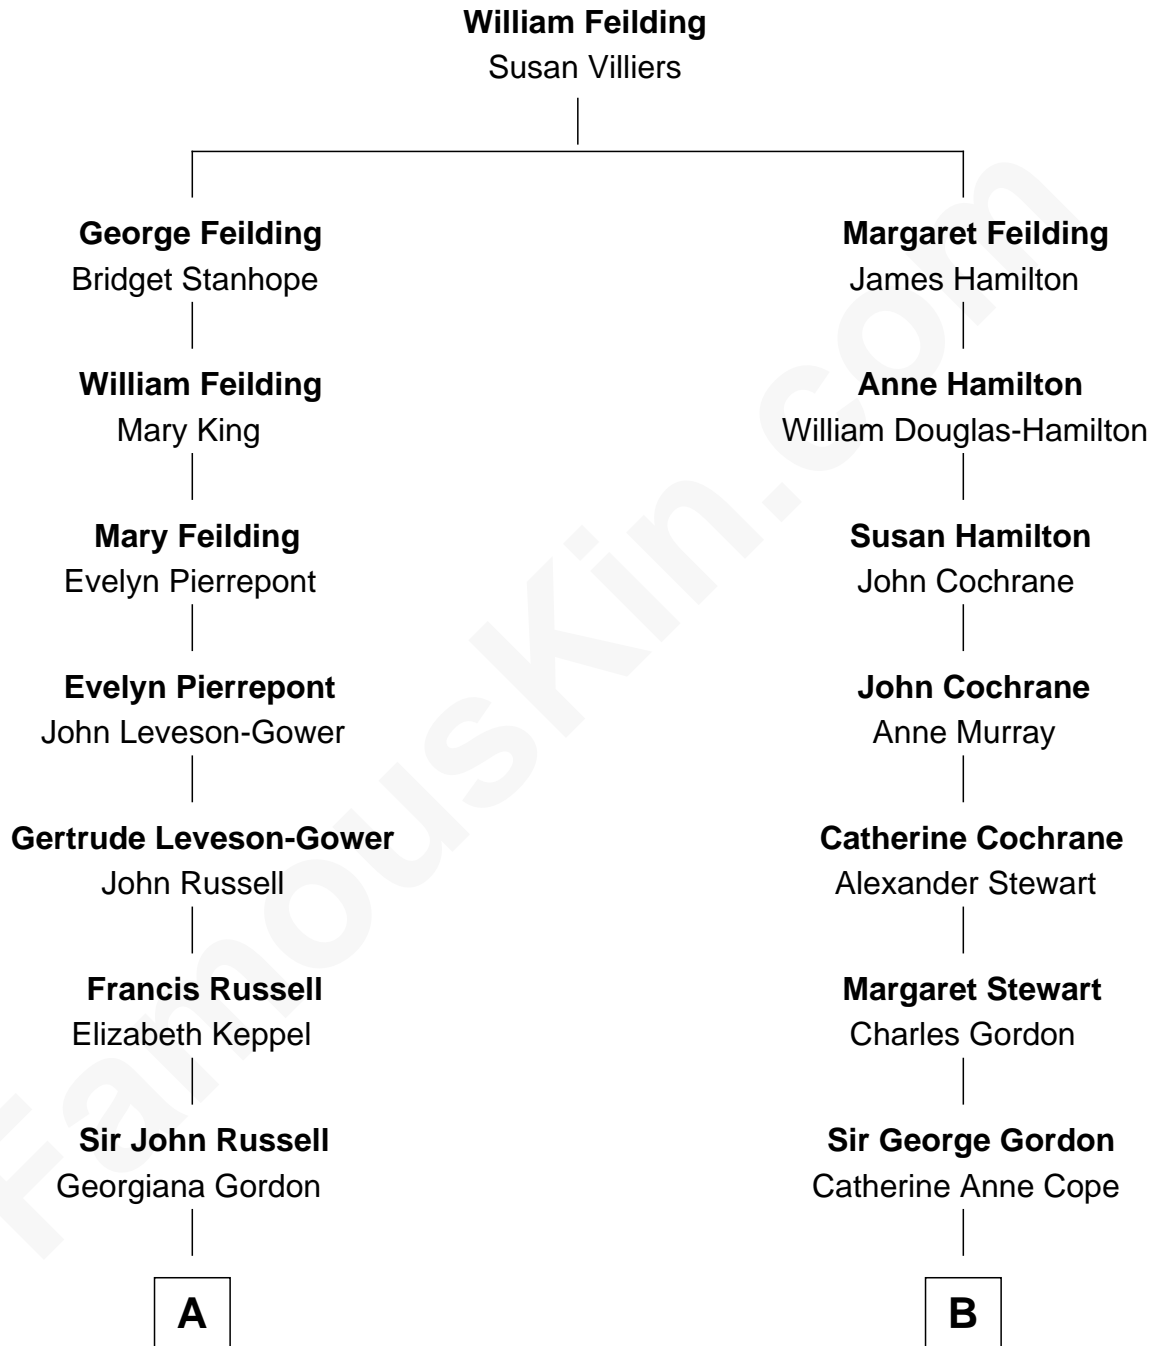 William Feilding
Susan Villiers
George Feilding
Bridget Stanhope
Margaret Feilding
James Hamilton
William Feilding
Mary King
Anne Hamilton
William Douglas-Hamilton
Mary Feilding
Evelyn Pierrepont
Susan Hamilton
John Cochrane
Evelyn Pierrepont
John Leveson-Gower
John Cochrane
Anne Murray
Gertrude Leveson-Gower
John Russell
Catherine Cochrane
Alexander Stewart
Francis Russell
Elizabeth Keppel
Margaret Stewart
Charles Gordon
Sir John Russell
Georgiana Gordon
Sir George Gordon
Catherine Anne Cope
A
B
FamousKin.com